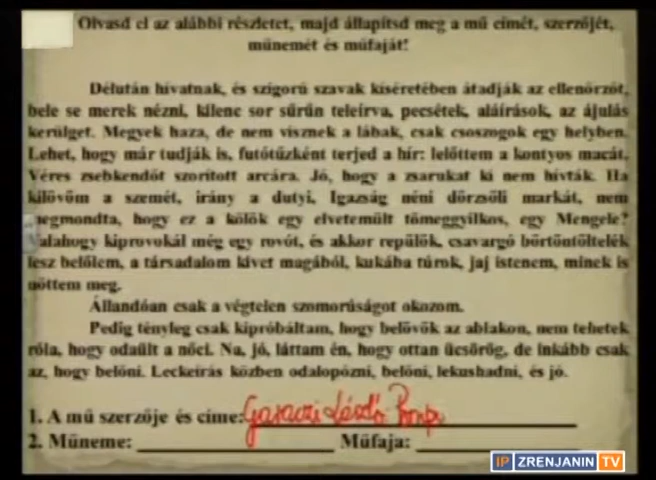 Olvasd el az alábbi részletet, majd állapítsd meg a mű címét, szerzőjét,
műnemét és műfaját!
Délután hívatnak, és szigorú szavak kíséretében átadják az ellenőrzőt,
bele se merek nézni, kilenc sor sűrűn teleírva, pecsétek, aláírások, az ájulás
kerülget. Megyek haza, de nem visznek a lábak, csak csoszogok egy helyben.
Lehet, hogy már tudják is, futótűzként terjed a hír: lelőttem a kontyos macát.
Véres zsebkendőt szorított arcára. Jó, hogy a zsarukat ki nem hívták. Ha
kilövöm a szemét, irány a dutyi. Igazság néni dörzsöli markát, nem
megmondta, hogy ez a kölök egy elvetemült tömeggyilkos, egy Mengele?
Valahogy kiprovokál még egy rovót, és akkor repülök, csavargó börtöntöltelék
lesz belőlem, a társadalom kivet magából, kukába túrok, jaj istenem, minek is
nőttem meg.
Állandóan csak a végtelen szomorúságot okozom.
Pedig tényleg csak kipróbáltam, hogy belövök az ablakon, nem tehetek
róla, hogy odaült a nőci. Na, jó, láttam én, hogy ottan ücsörög, de inkább csak
az, hogy belőni. Leckeírás közben odalopózni, belőni, lekushadni, és jó.
1. A mű szerzője és címe: Garaczi László
2. Műneme: Műfaja:
IP ZRENJANIN TV